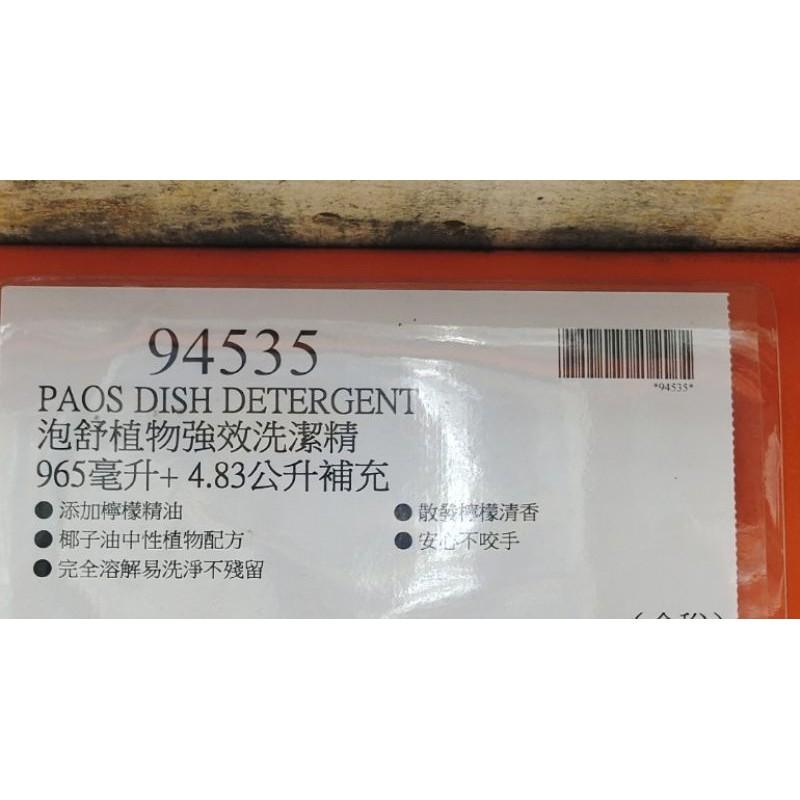 94535
*94535*
PAOS DISH DETERGENT
泡舒植物強效洗潔精
965毫升+ 4.83公升補充
● 添加檸檬精油
● 散發檸檬清香
● 椰子油中性植物配方
● 安心不咬手
● 完全溶解易洗淨不殘留